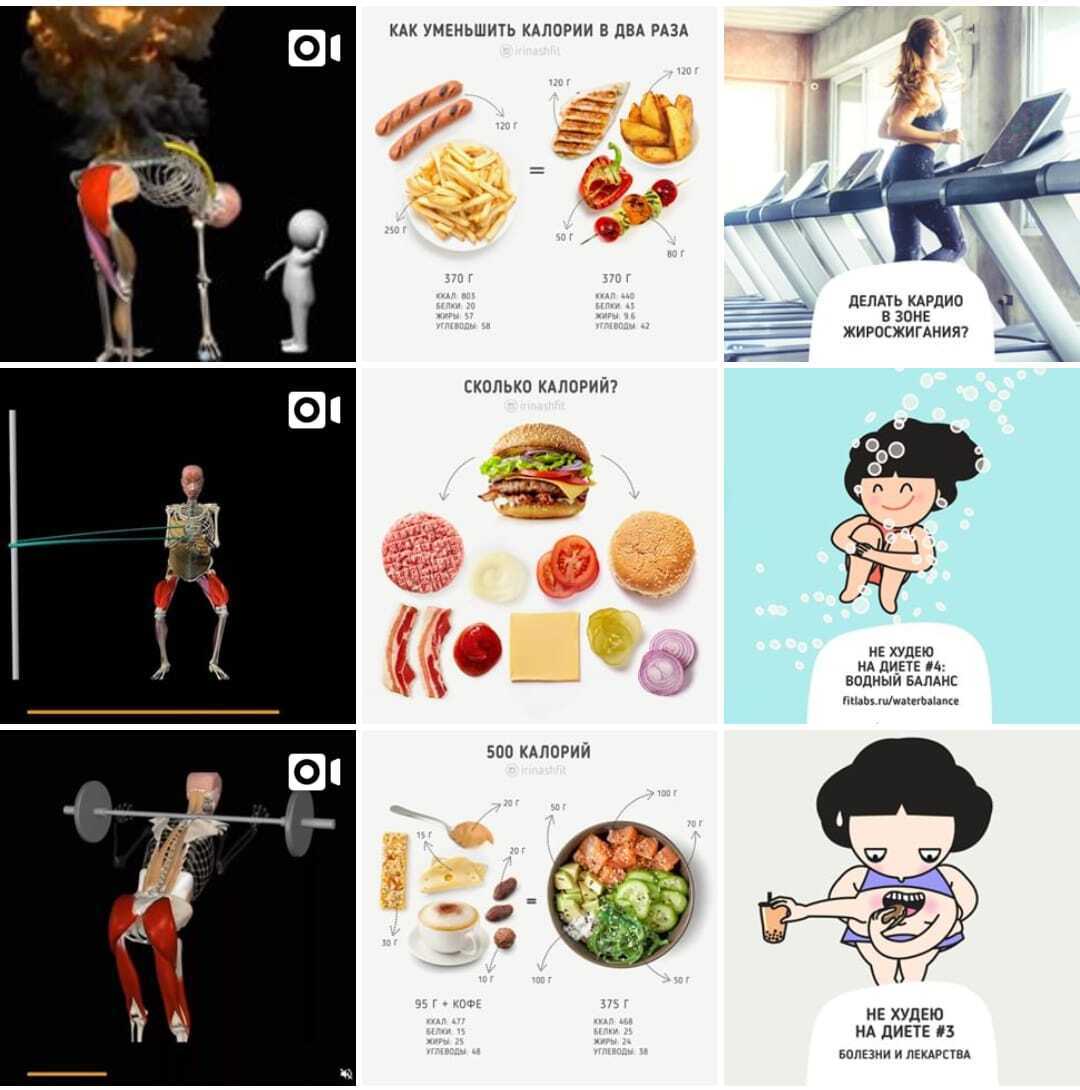 КАК УМЕНЬШИТЬ КАЛОРИИ В ДВА РАЗА
irinashfit
120 Г
120 Г
120 Г
=
250 Г
50 Г
80 Г
370 Г
ККАЛ: 803
БЕЛКИ: 20
ЖИРЫ: 57
УГЛЕВОДЫ: 58
370 Г
ККАЛ: 440
БЕЛКИ: 43
ЖИРЫ: 9.6
УГЛЕВОДЫ: 42
ДЕЛАТЬ КАРДИО
В ЗОНЕ
ЖИРОСЖИГАНИЯ?
СКОЛЬКО КАЛОРИЙ?
irinashfit
НЕ ХУДЕЮ
НА ДИЕТЕ #4:
ВОДНЫЙ БАЛАНС
fitlabs.ru/waterbalance
500 КАЛОРИЙ
irinashfit
20 Г
15 Г
20 Г
30 Г
10 Г
=
50 Г
100 Г
70 Г
100 Г
50 Г
95 Г + КОФЕ
ККАЛ: 477
БЕЛКИ: 15
ЖИРЫ: 25
УГЛЕВОДЫ: 48
375 Г
ККАЛ: 468
БЕЛКИ: 25
ЖИРЫ: 24
УГЛЕВОДЫ: 38
НЕ ХУДЕЮ
НА ДИЕТЕ #3
БОЛЕЗНИ И ЛЕКАРСТВА